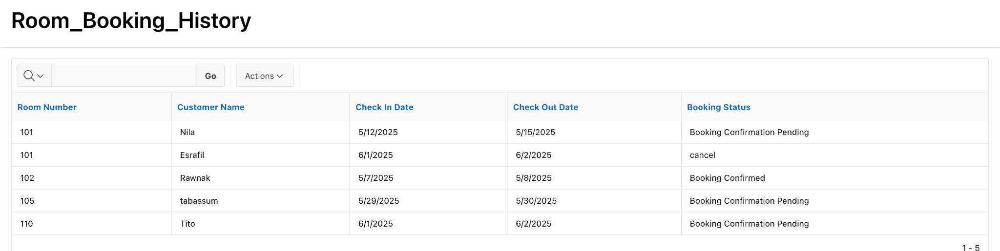 Room_Booking_History
Go Actions
Room Number Customer Name Check In Date Check Out Date Booking Status
101 Nila 5/12/2025 5/15/2025 Booking Confirmation Pending
101 Esrafil 6/1/2025 6/2/2025 cancel
102 Rawnak 5/7/2025 5/8/2025 Booking Confirmed
105 tabassum 5/29/2025 5/30/2025 Booking Confirmation Pending
110 Tito 6/1/2025 6/2/2025 Booking Confirmation Pending
1 - 5